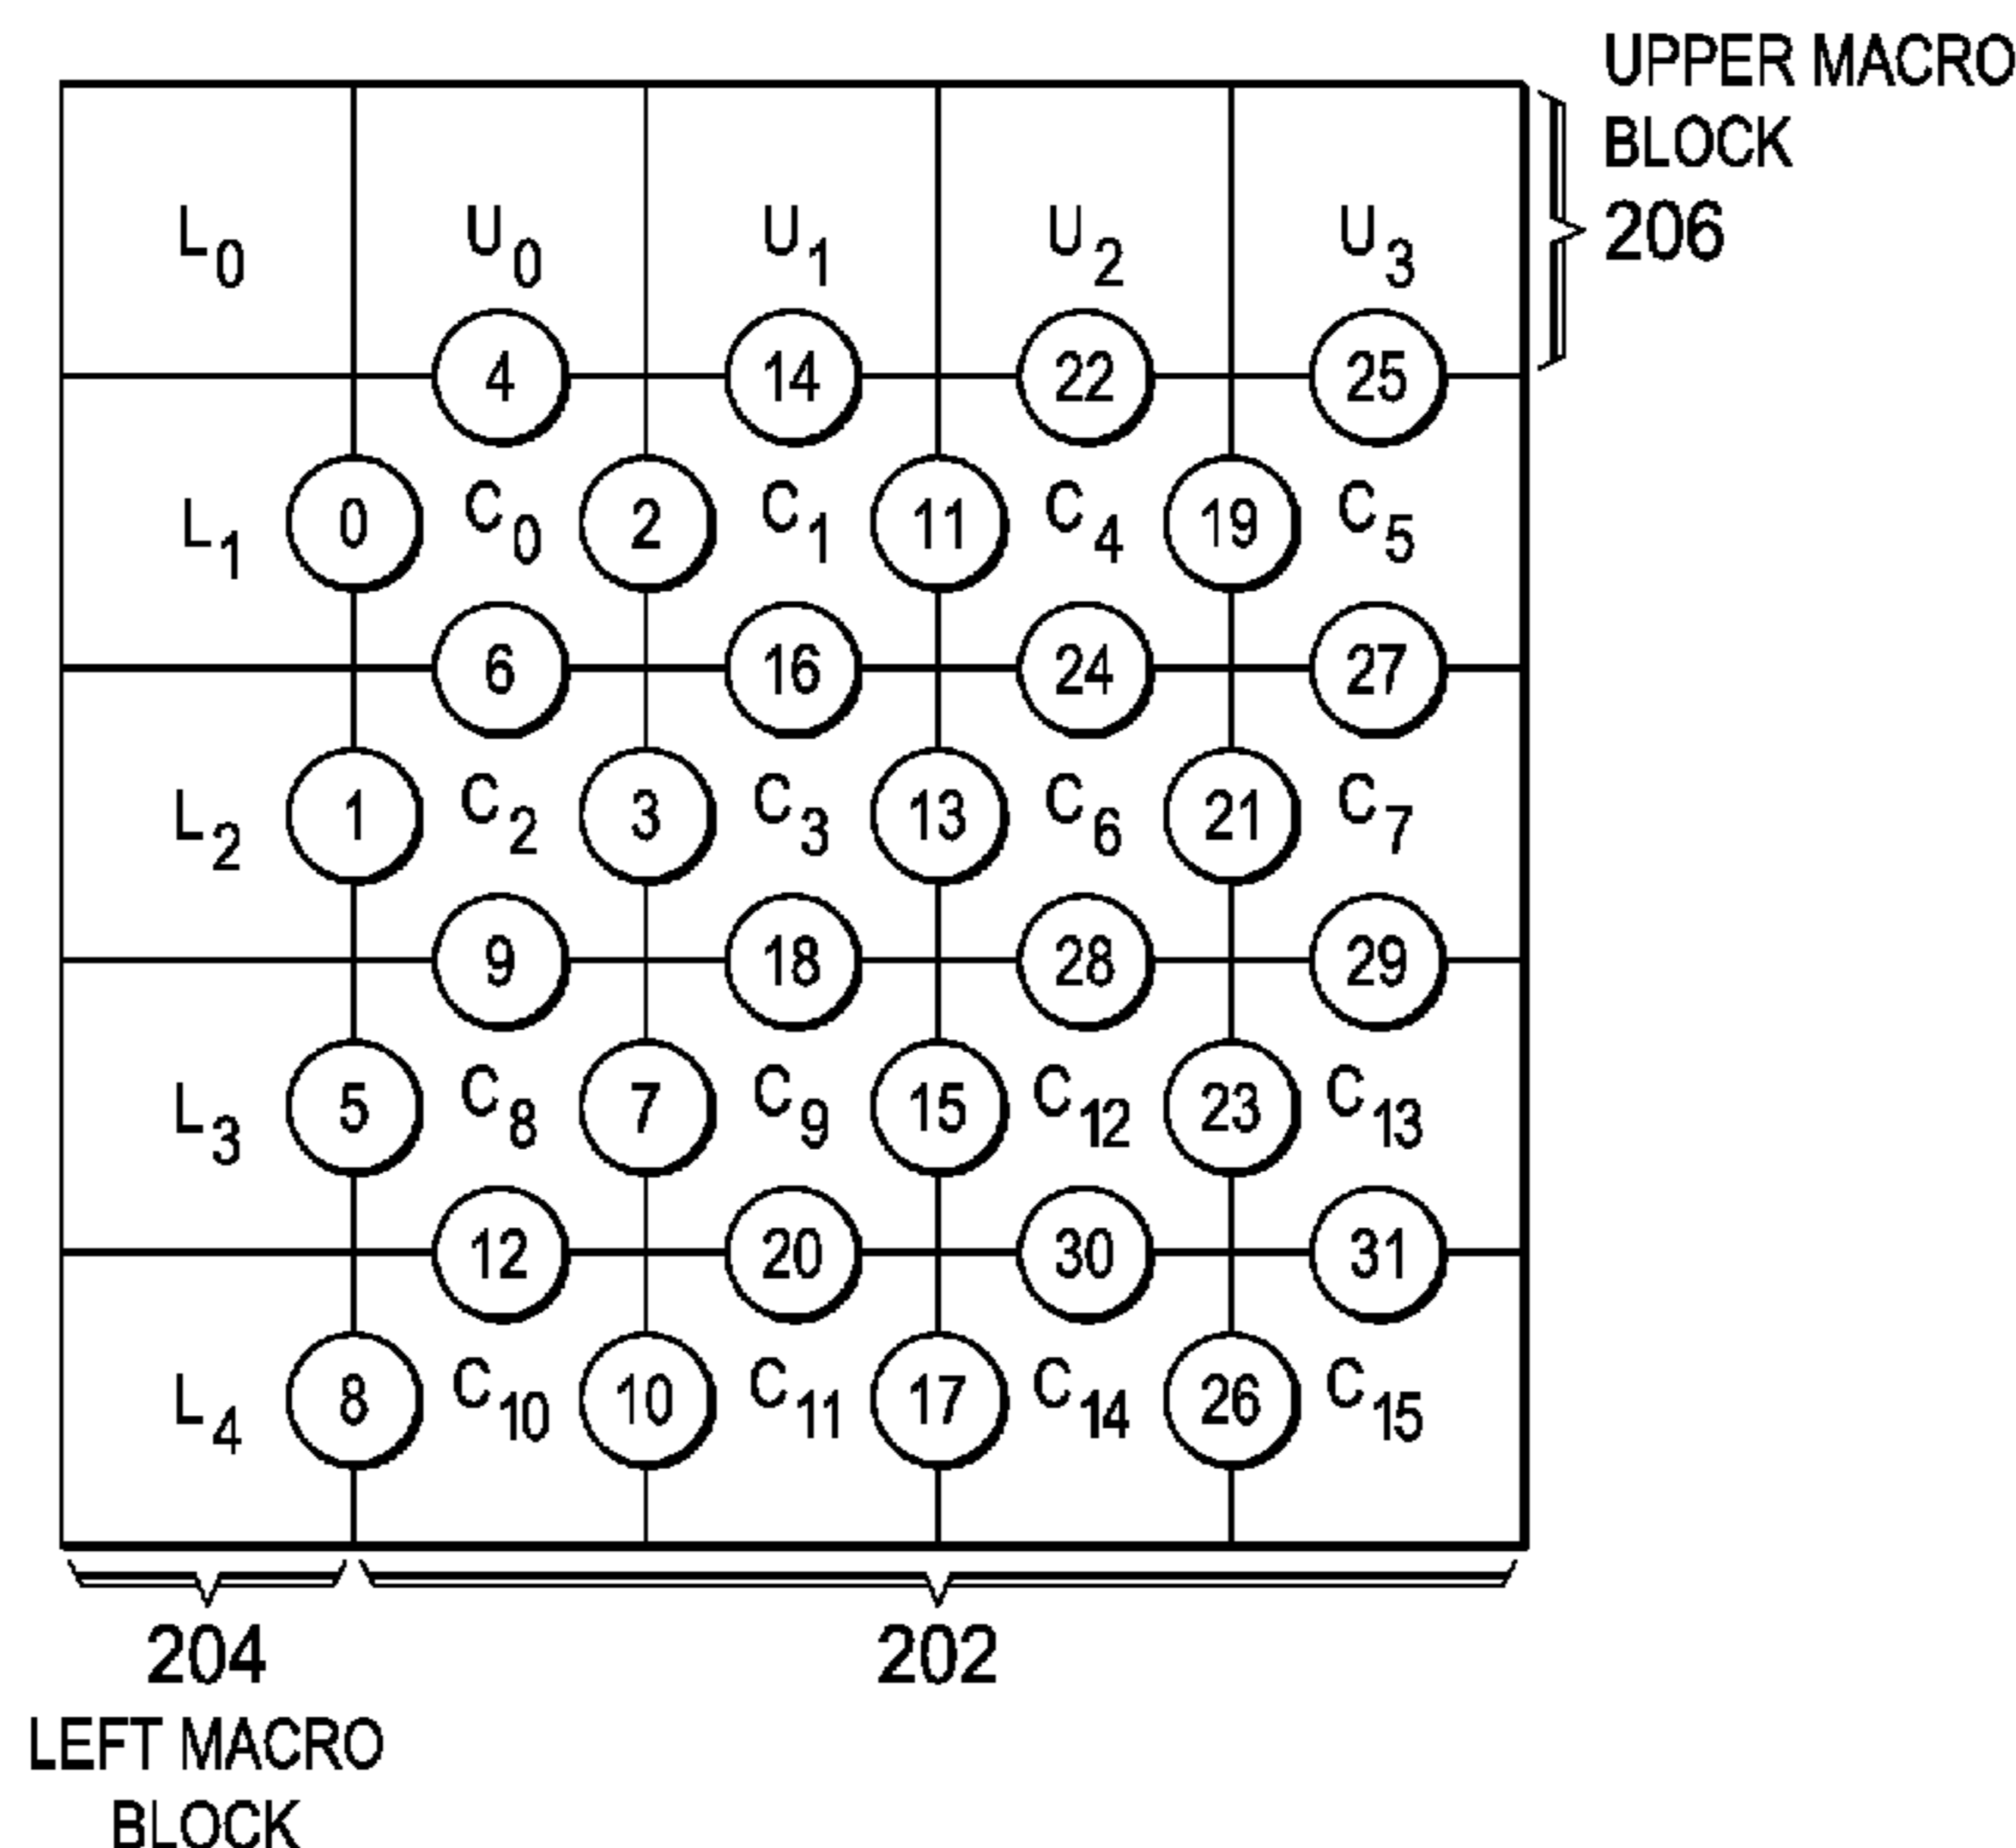 UPPER MACRO
BLOCK
206
L0 U0 U1 U2 U3
4 14 22 25
L1 0 C0 2 C1 11 C4 19 C5
6 16 24 27
L2 1 C2 3 C3 13 C6 21 C7
9 18 28 29
L3 5 C8 7 C9 15 C12 23 C13
12 20 30 31
L4 8 C10 10 C11 17 C14 26 C15
204 202
LEFT MACRO
BLOCK